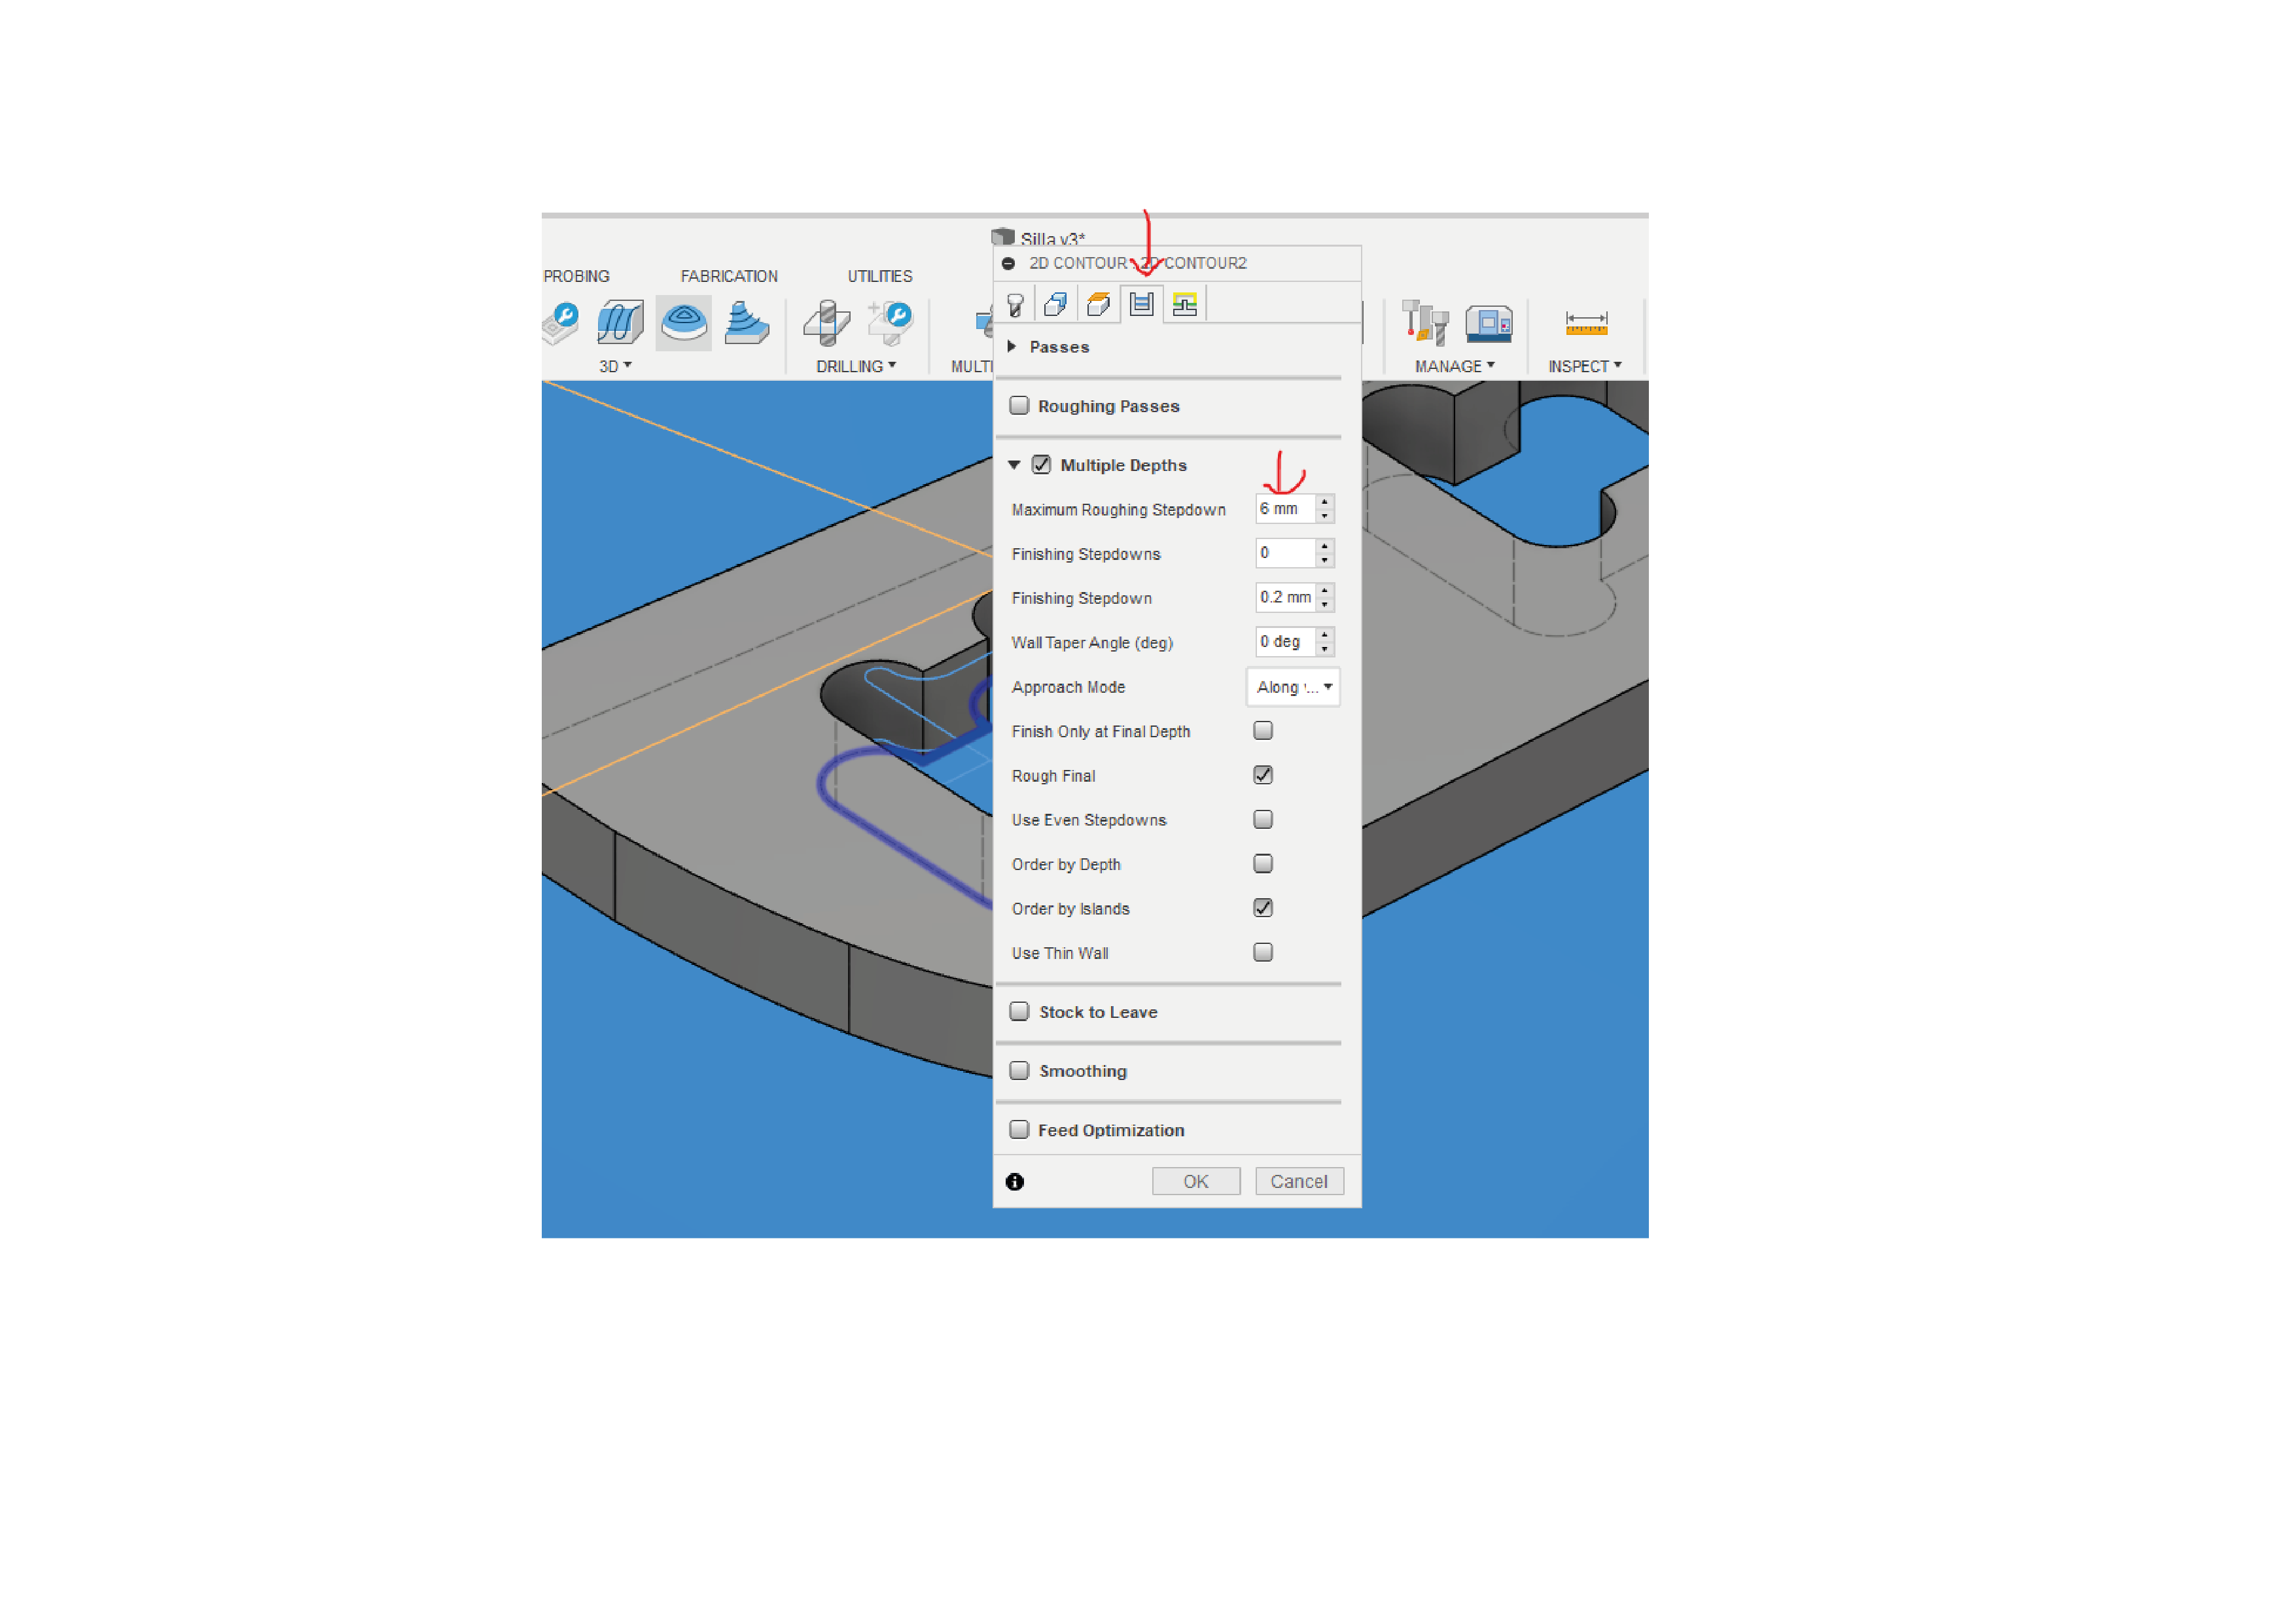 Silla v3*
PROBING FABRICATION UTILITIES
2D CONTOUR : 2D CONTOUR2
3D DRILLING MULTI MANAGE INSPECT
Passes
Roughing Passes
Multiple Depths
Maximum Roughing Stepdown 6 mm
Finishing Stepdowns 0
Finishing Stepdown 0.2 mm
Wall Taper Angle (deg) 0 deg
Approach Mode Along
Finish Only at Final Depth
Rough Final
Use Even Stepdowns
Order by Depth
Order by Islands
Use Thin Wall
Stock to Leave
Smoothing
Feed Optimization
OK Cancel